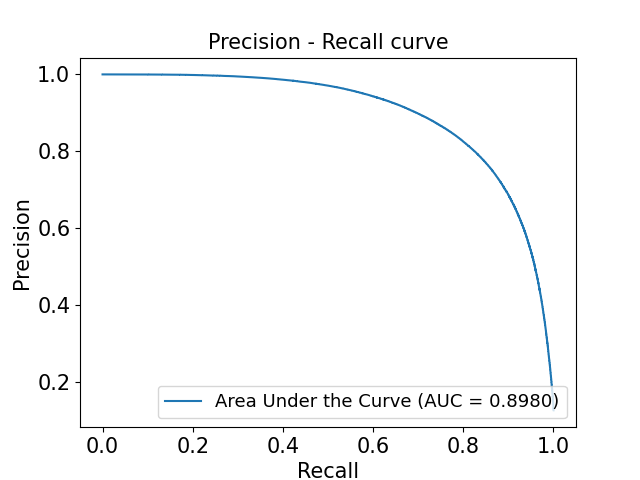 Precision - Recall curve
1.0
0.8
0.6
0.4
0.2
Precision
Area Under the Curve (AUC = 0.8980)
0.0 0.2 0.4 0.6 0.8 1.0
Recall